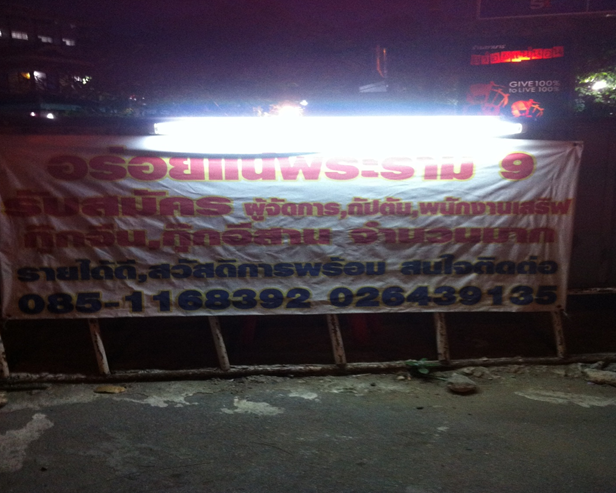 GIVE 100%
to LIVE 100%
อร่อยแน่พระราม 9
รับสมัคร ผู้จัดการ,กัปตัน,พนักงานเสริฟ
กุ๊กจีน,กุ๊กอีสาน จำนวนมาก
รายได้ดี,สวัสดิการพร้อม สนใจติดต่อ
085-1168392 026439135